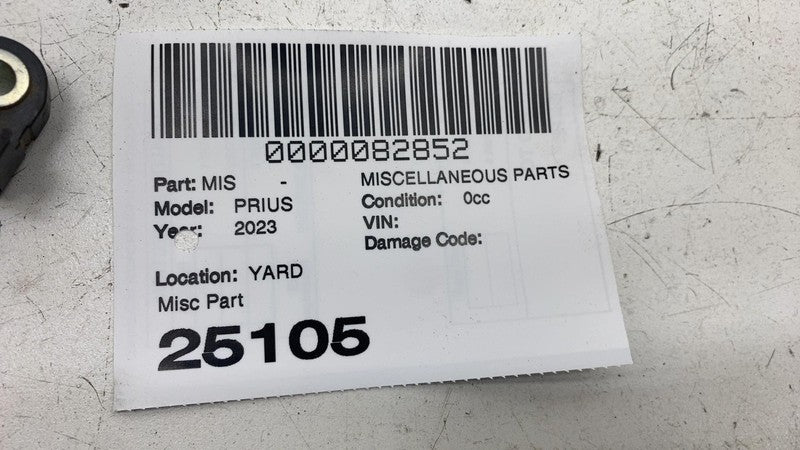 0000082852
Part: MIS - MISCELLANEOUS PARTS
Model: PRIUS Condition: 0cc
Year: 2023 VIN:
Damage Code:
Location: YARD
Misc Part
25105